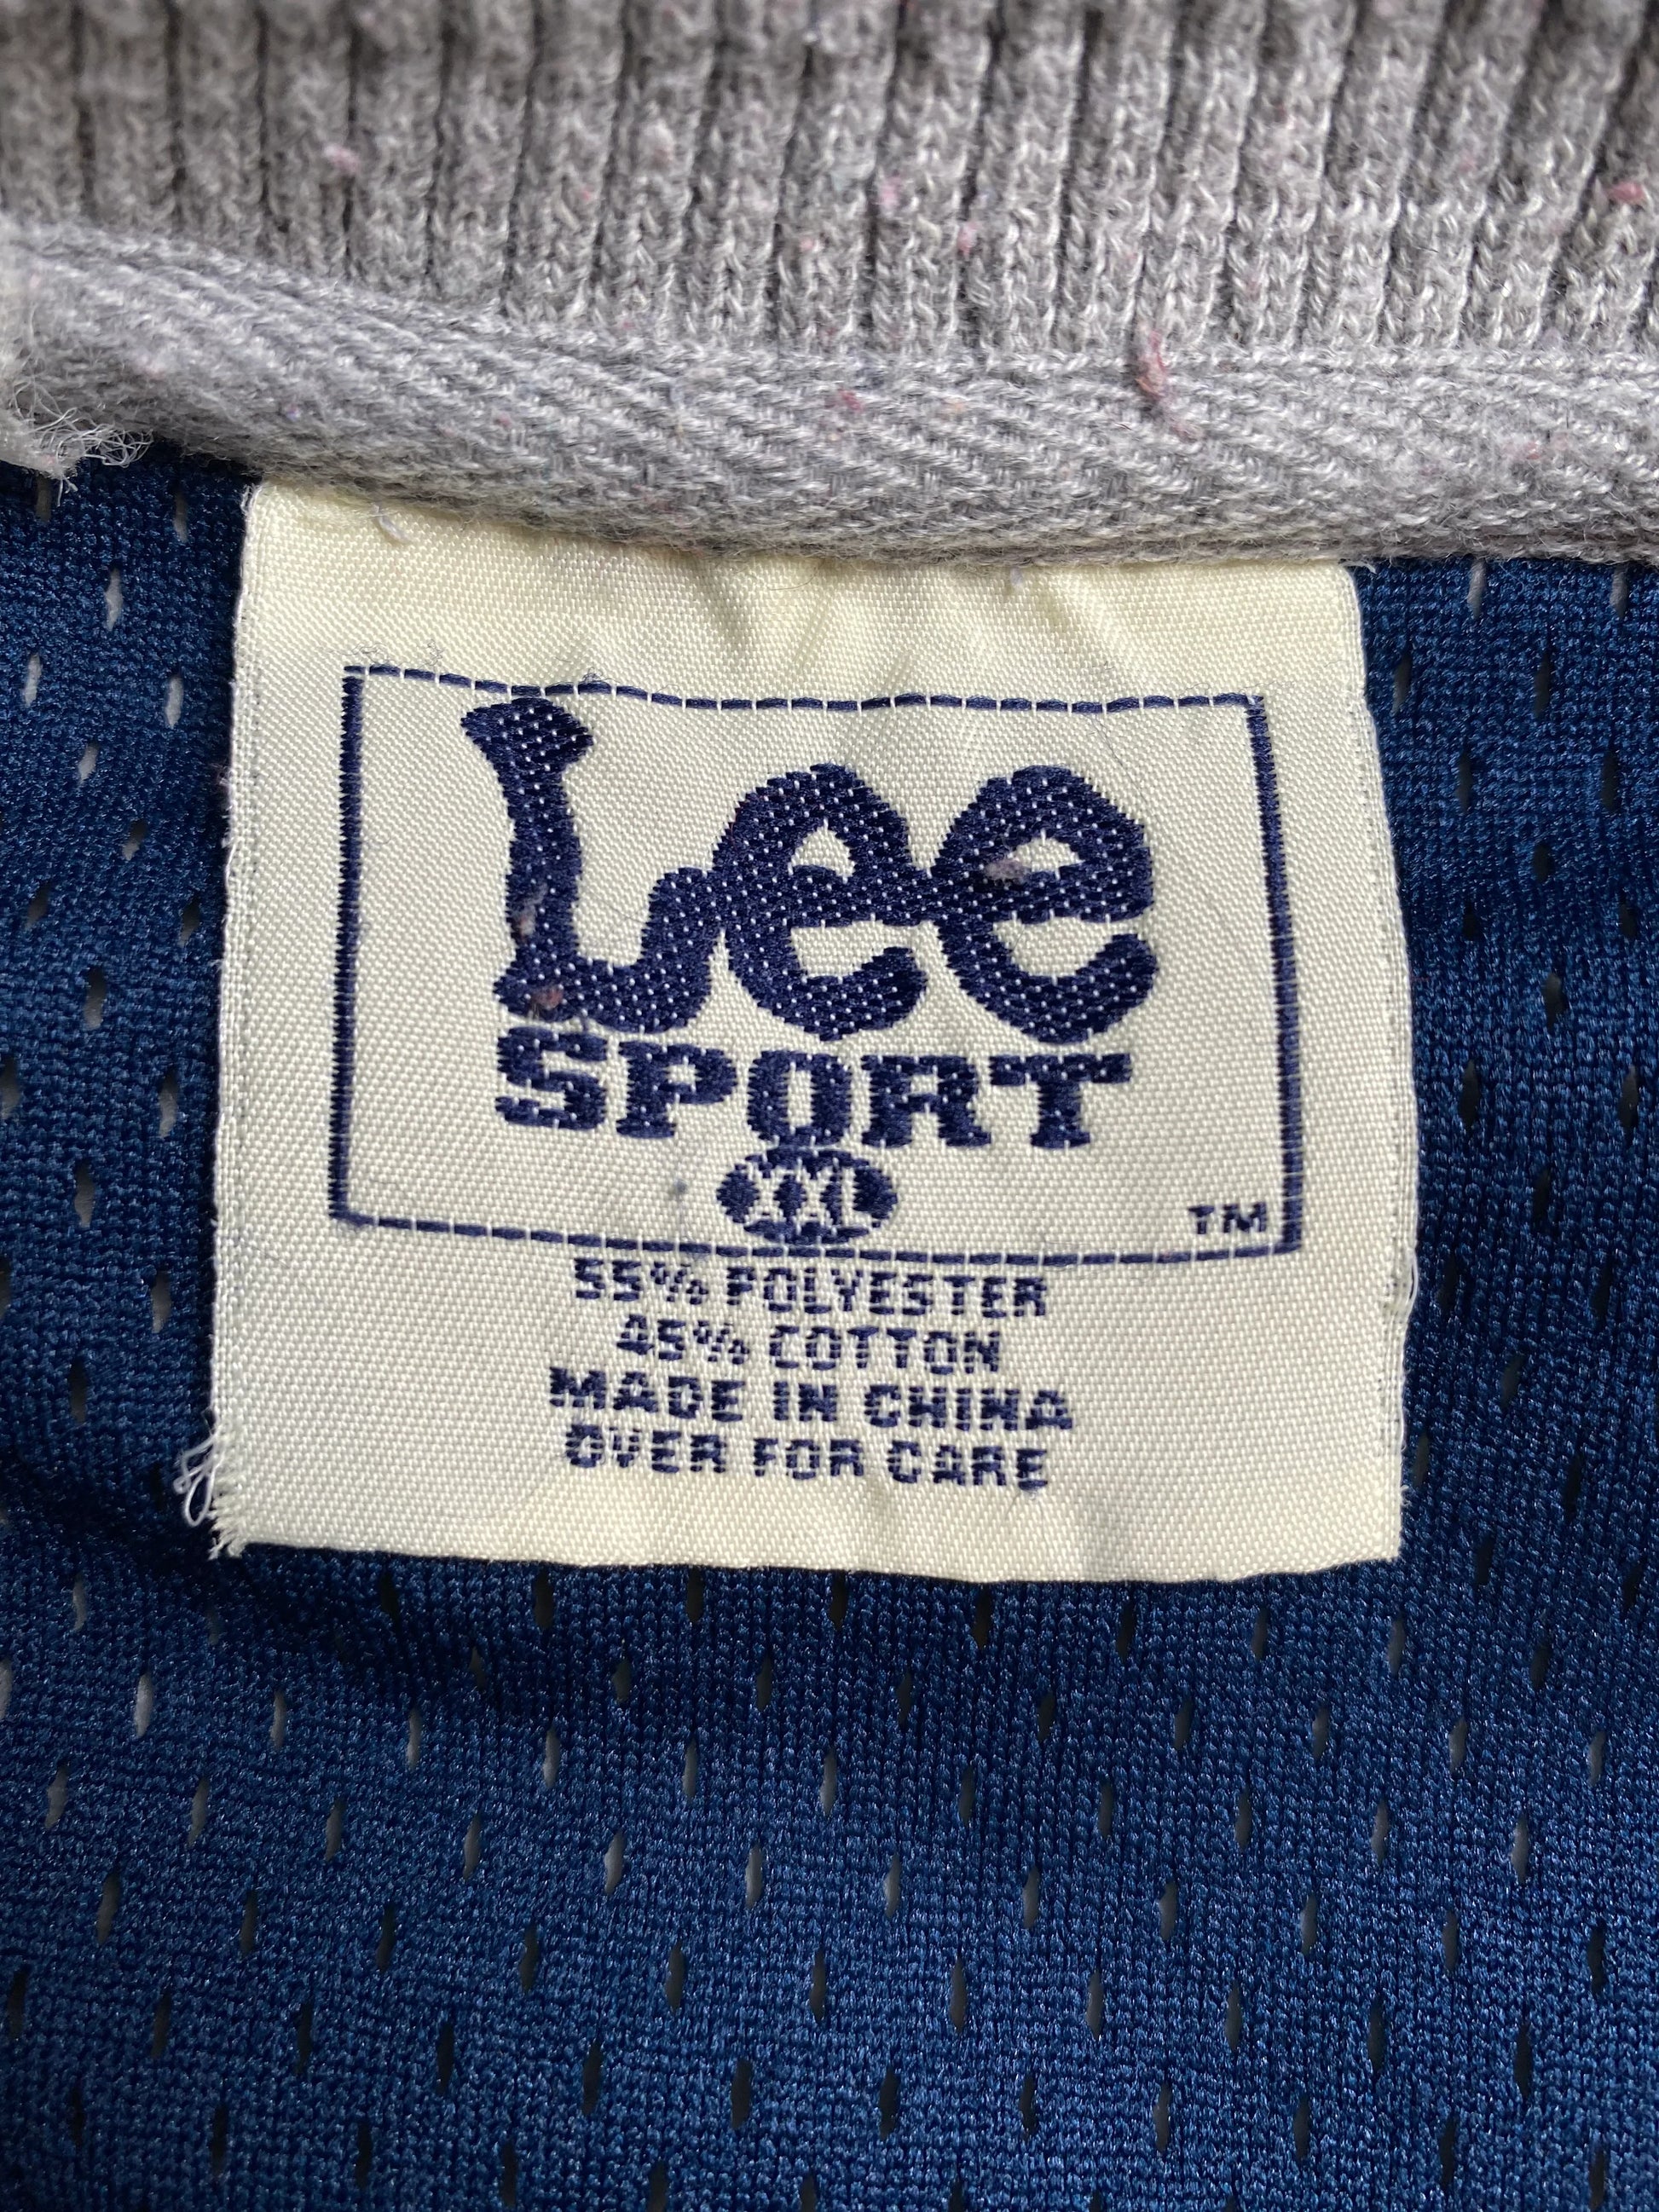 Lee
SPORT
XXL
TM
55% POLYESTER
45% COTTON
MADE IN CHINA
OVER FOR CARE